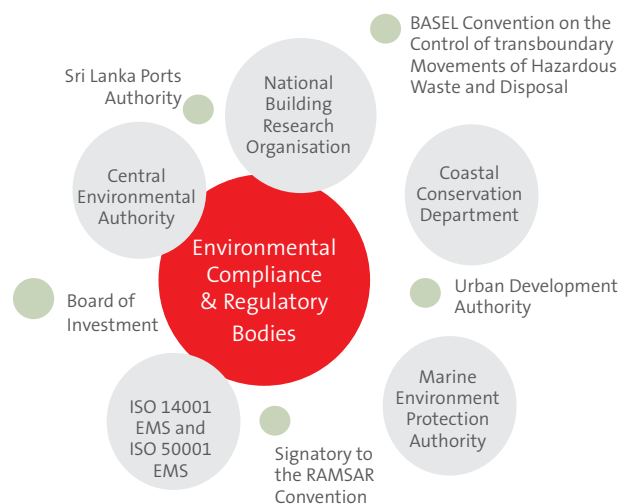 BASEL Convention on the
Control of transboundary
Movements of Hazardous
Waste and Disposal
Sri Lanka Ports
Authority
National
Building
Research
Organisation
Central
Environmental
Authority
Coastal
Conservation
Department
Environmental
Compliance
& Regulatory
Bodies
Board of
Investment
Urban Development
Authority
ISO 14001
EMS and
ISO 50001
EMS
Marine
Environment
Protection
Authority
Signatory to
the RAMSAR
Convention